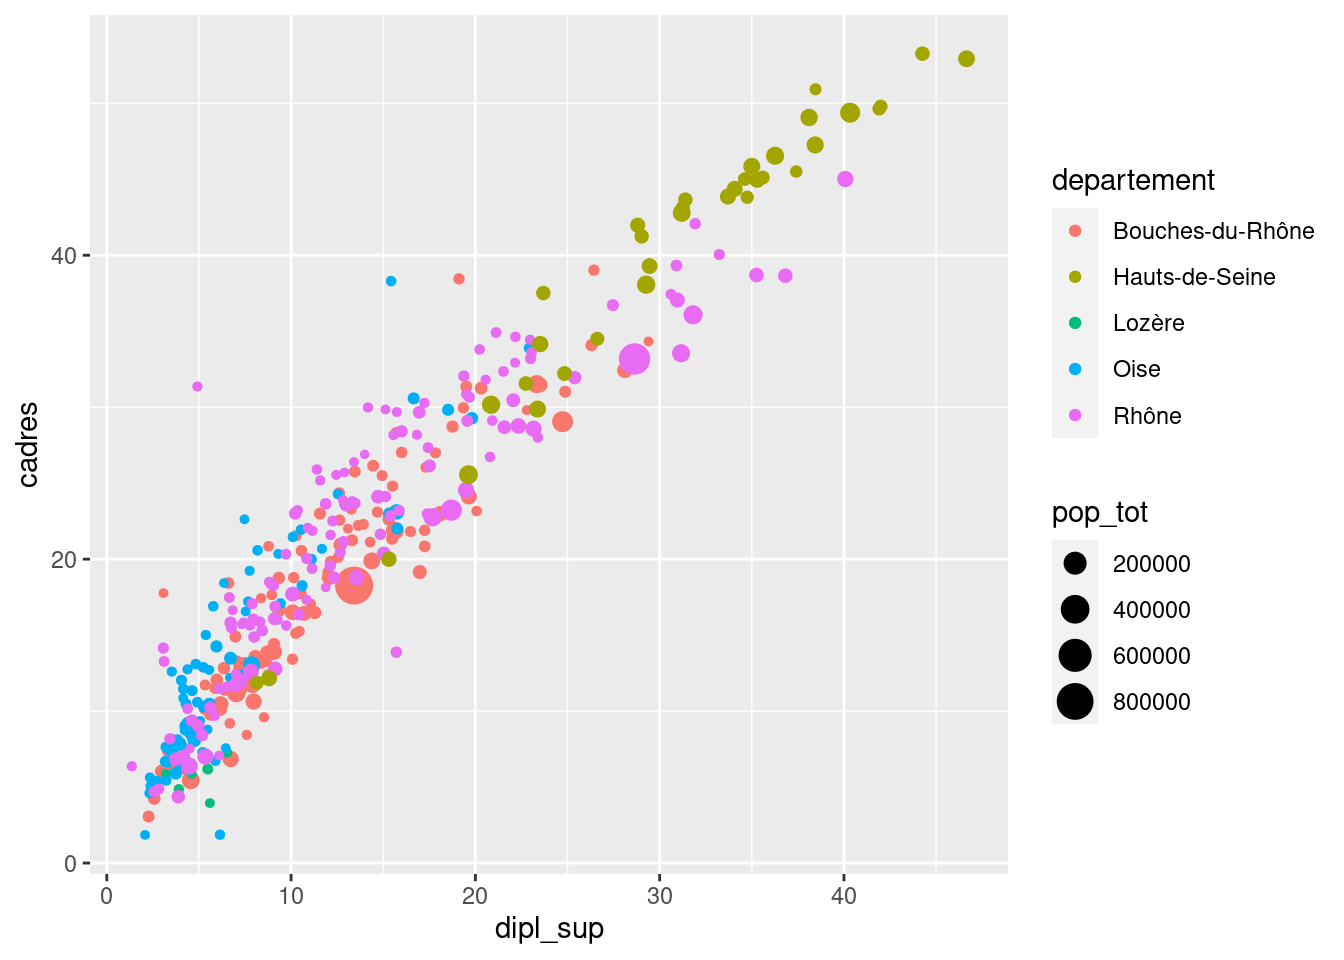 cadres
40
20
0
0 10 20 30 40
dipl_sup
departement
Bouches-du-Rhône
Hauts-de-Seine
Lozère
Oise
Rhône
pop_tot
200000
400000
600000
800000